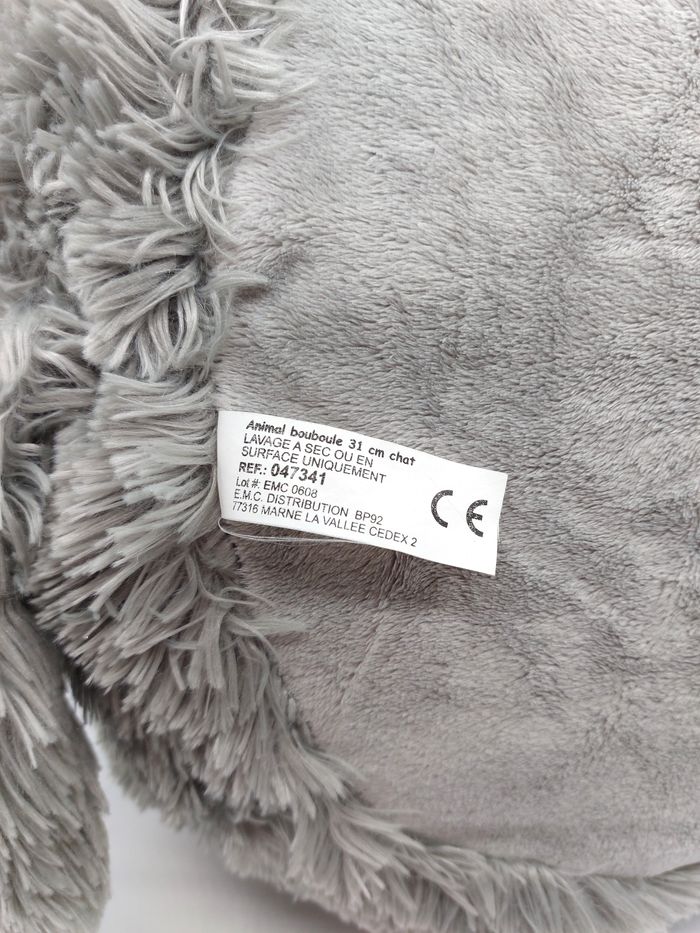 Animal bouboule 31 cm chat
LAVAGE A SEC OU EN
SURFACE UNIQUEMENT
REF.: 047341
Lot #: EMC 0608
E.M.C. DISTRIBUTION BP92
77316 MARNE LA VALLEE CEDEX 2
CE